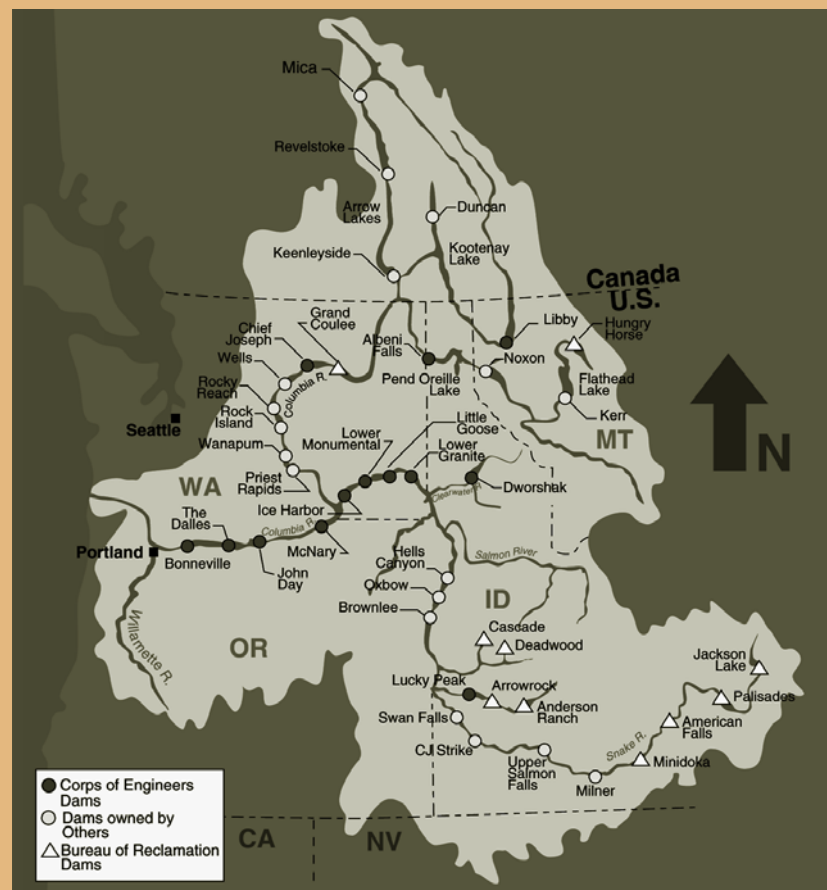 Mica
Revelstoke
Arrow
Lakes
Duncan
Keenleyside
Kootenay
Lake
Canada
U.S.
Grand
Coulee
Chief
Joseph
Albeni
Falls
Libby
Hungry
Horse
Wells
Noxon
Columbia R.
Pend Oreille
Lake
Rocky
Reach
Flathead
Lake
Rock
Island
Kerr
Seattle
Little
Goose
Wanapum
Lower
Monumental
Lower
Granite
MT
N
Priest
Rapids
WA
Dworshak
Clearwater R.
Ice Harbor
The
Dalles
Columbia R.
Portland
McNary
Bonneville
John
Day
Hells
Canyon
Salmon River
Oxbow
Brownlee
ID
Willamette R.
Cascade
Deadwood
OR
Jackson
Lake
Lucky Peak
Arrowrock
Palisades
Anderson
Ranch
Swan Falls
American
Falls
CJ Strike
Snake R.
Upper
Salmon
Falls
Minidoka
Milner
Corps of Engineers
Dams
Dams owned by
Others
Bureau of Reclamation
Dams
CA
NV